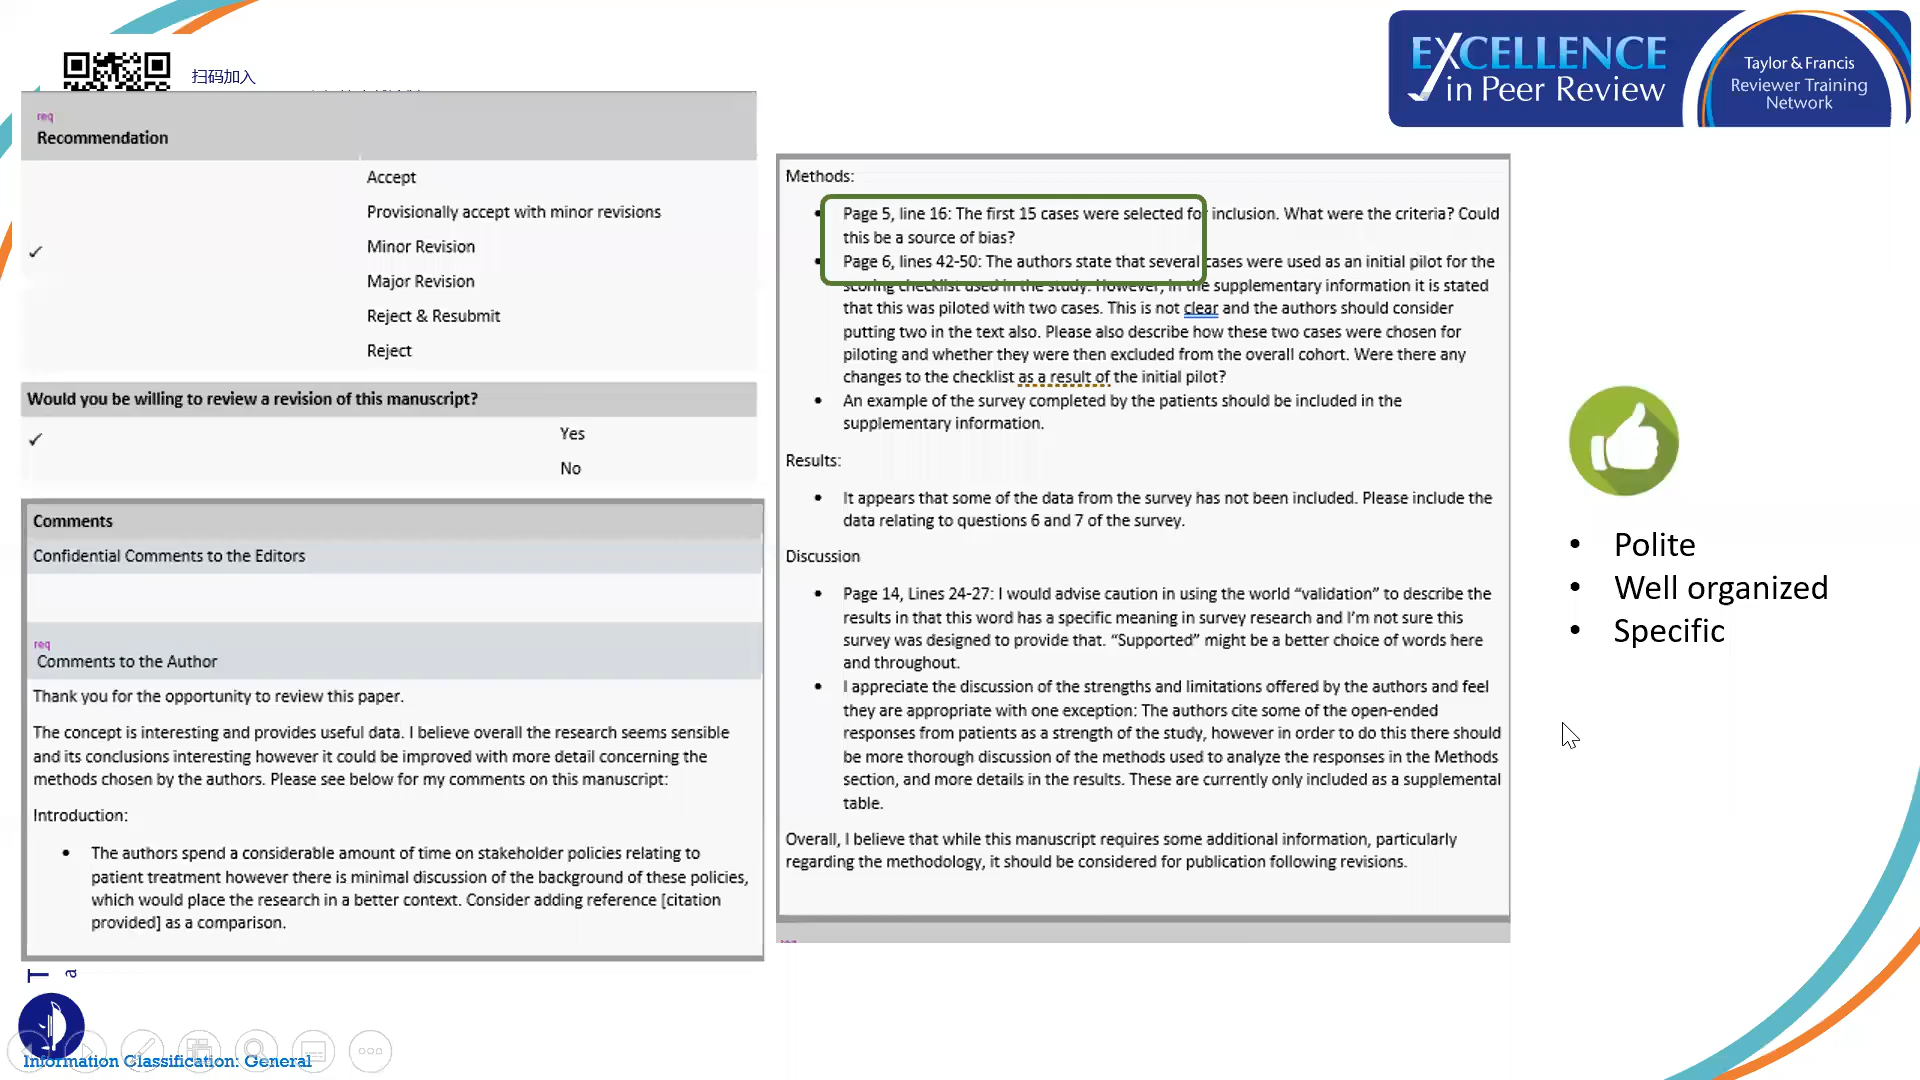 扫码加入
EXCELLENCE
in Peer Review
Taylor & Francis
Reviewer Training
Network
req
Recommendation
Accept
Provisionally accept with minor revisions
Minor Revision
Major Revision
Reject & Resubmit
Reject
Would you be willing to review a revision of this manuscript?
Yes
No
Comments
Confidential Comments to the Editors
req
Comments to the Author
Thank you for the opportunity to review this paper.
The concept is interesting and provides useful data. I believe overall the research seems sensible
and its conclusions interesting however it could be improved with more detail concerning the
methods chosen by the authors. Please see below for my comments on this manuscript:
Introduction:
• The authors spend a considerable amount of time on stakeholder policies relating to
patient treatment however there is minimal discussion of the background of these policies,
which would place the research in a better context. Consider adding reference [citation
provided] as a comparison.
Methods:
• Page 5, line 16: The first 15 cases were selected for inclusion. What were the criteria? Could
this be a source of bias?
• Page 6, lines 42-50: The authors state that several cases were used as an initial pilot for the
scoring checklist used in the study. However, in the supplementary information it is stated
that this was piloted with two cases. This is not clear and the authors should consider
putting two in the text also. Please also describe how these two cases were chosen for
piloting and whether they were then excluded from the overall cohort. Were there any
changes to the checklist as a result of the initial pilot?
• An example of the survey completed by the patients should be included in the
supplementary information.
Results:
• It appears that some of the data from the survey has not been included. Please include the
data relating to questions 6 and 7 of the survey.
Discussion
• Page 14, Lines 24-27: I would advise caution in using the world “validation” to describe the
results in that this word has a specific meaning in survey research and I’m not sure this
survey was designed to provide that. “Supported” might be a better choice of words here
and throughout.
• I appreciate the discussion of the strengths and limitations offered by the authors and feel
they are appropriate with one exception: The authors cite some of the open-ended
responses from patients as a strength of the study, however in order to do this there should
be more thorough discussion of the methods used to analyze the responses in the Methods
section, and more details in the results. These are currently only included as a supplemental
table.
Overall, I believe that while this manuscript requires some additional information, particularly
regarding the methodology, it should be considered for publication following revisions.
• Polite
• Well organized
• Specific
T
a
Information Classification: General